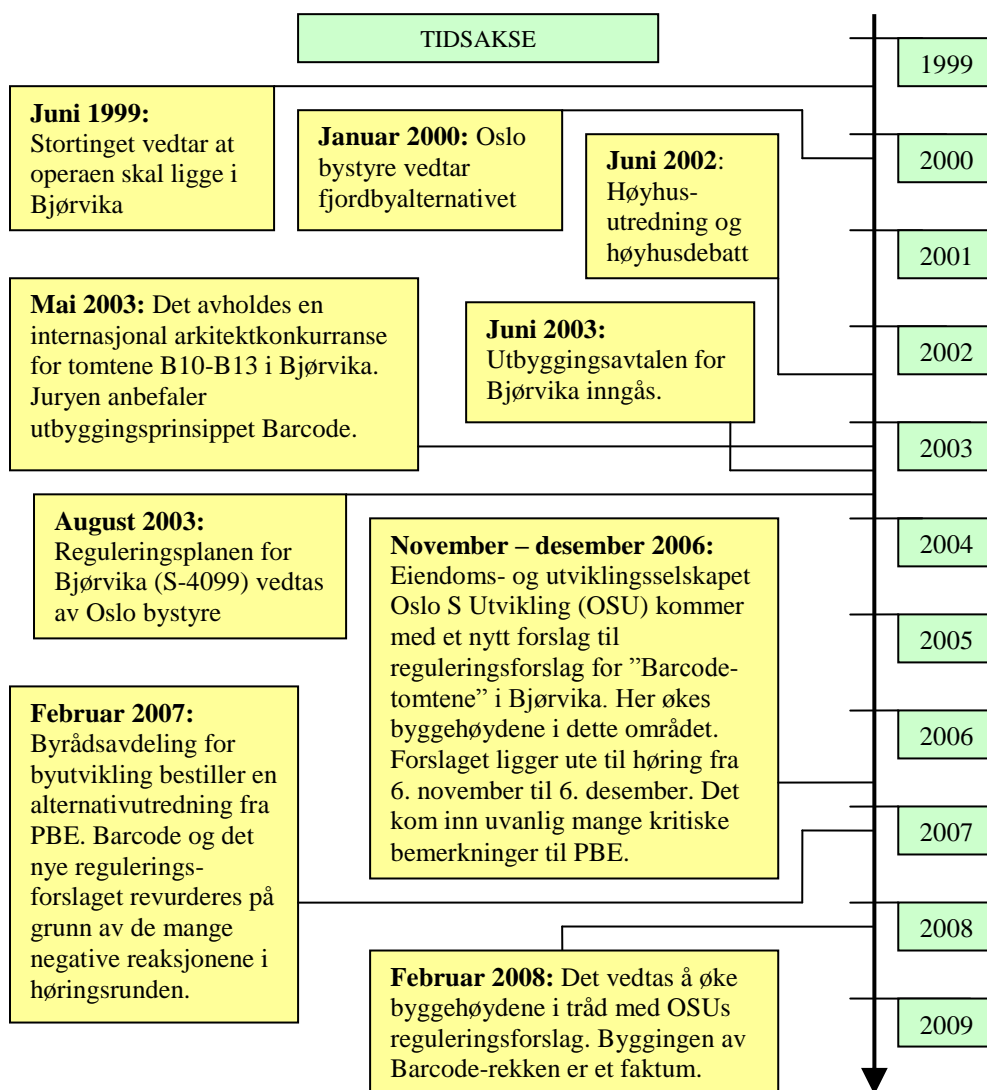 TIDSAKSE
1999
Juni 1999:
Stortinget vedtar at
operaen skal ligge i
Bjørvika
Januar 2000: Oslo
bystyre vedtar
fjordbyalternativet
2000
Juni 2002:
Høyhus-
utredning og
høyhusdebatt
2001
Mai 2003: Det avholdes en
internasjonal arkitektkonkurranse
for tomtene B10-B13 i Bjørvika.
Juryen anbefaler
utbyggingsprinsippet Barcode.
Juni 2003:
Utbyggingsavtalen for
Bjørvika inngås.
2002
2003
August 2003:
Reguleringsplanen for
Bjørvika (S-4099) vedtas
av Oslo bystyre
November – desember 2006:
Eiendoms- og utviklingsselskapet
Oslo S Utvikling (OSU) kommer
med et nytt forslag til
reguleringsforslag for ”Barcode-
tomtene” i Bjørvika. Her økes
byggehøydene i dette området.
Forslaget ligger ute til høring fra
6. november til 6. desember. Det
kom inn uvanlig mange kritiske
bemerkninger til PBE.
2004
2005
2006
Februar 2007:
Byrådsavdeling for
byutvikling bestiller en
alternativutredning fra
PBE. Barcode og det
nye regulerings-
forslaget revurderes på
grunn av de mange
negative reaksjonene i
høringsrunden.
2007
2008
Februar 2008: Det vedtas å øke
byggehøydene i tråd med OSUs
reguleringsforslag. Byggingen av
Barcode-rekken er et faktum.
2009